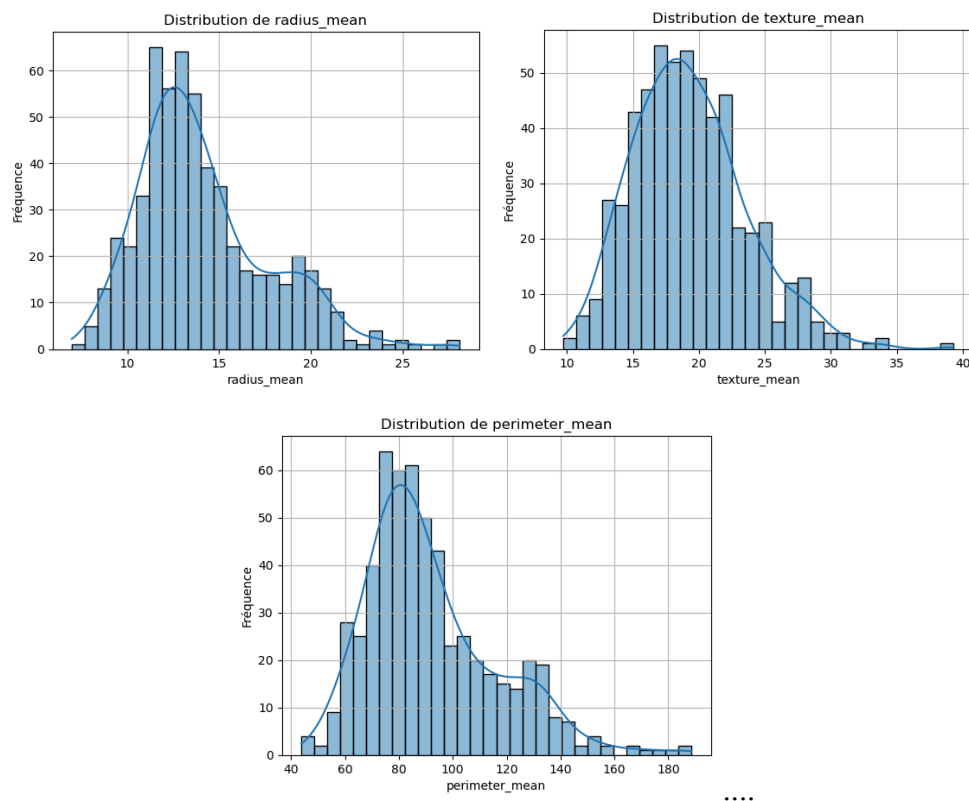 Distribution de radius_mean
Fréquence
60
50
40
30
20
10
0
10 15 20 25
radius_mean
Distribution de texture_mean
Fréquence
50
40
30
20
10
0
10 15 20 25 30 35 40
texture_mean
Distribution de perimeter_mean
Fréquence
60
50
40
30
20
10
0
40 60 80 100 120 140 160 180
perimeter_mean
....